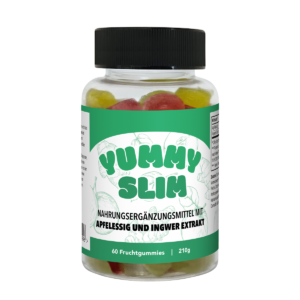 YUMMY
SLIM
NAHRUNGSERGÄNZUNGSMITTEL MIT
APFELESSIG UND INGWER EXTRAKT
60 Fruchtgummies | 210g